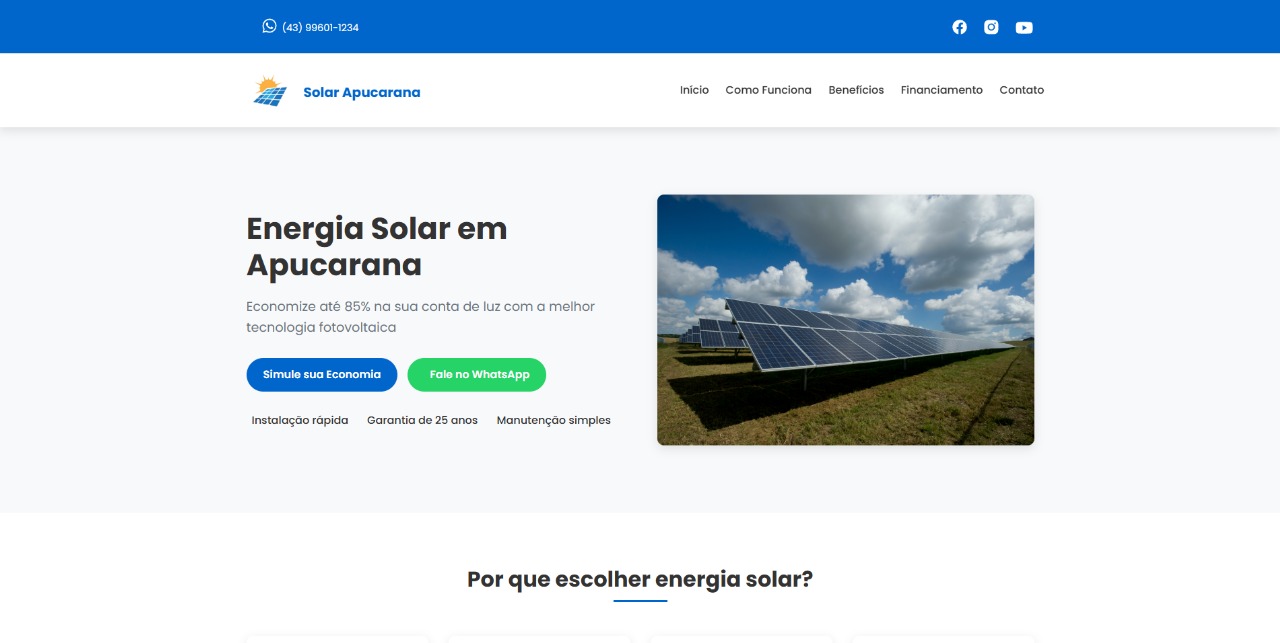 (43) 99601-1234
Solar Apucarana
Início Como Funciona Benefícios Financiamento Contato
Energia Solar em
Apucarana
Economize até 85% na sua conta de luz com a melhor
tecnologia fotovoltaica
Simule sua Economia Fale no WhatsApp
Instalação rápida Garantia de 25 anos Manutenção simples
Por que escolher energia solar?